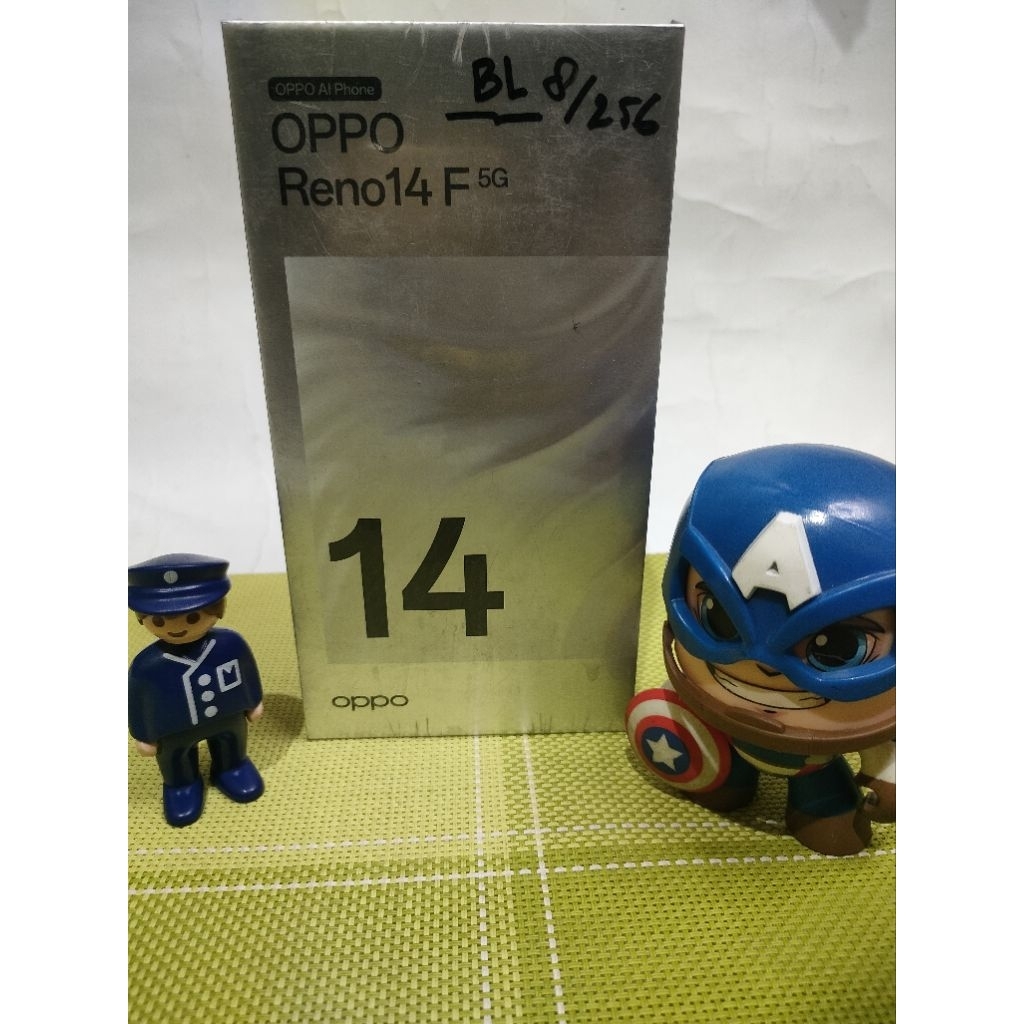 OPPO AI Phone
BL 8/256
OPPO
Reno14 F 5G
14
oppo
A